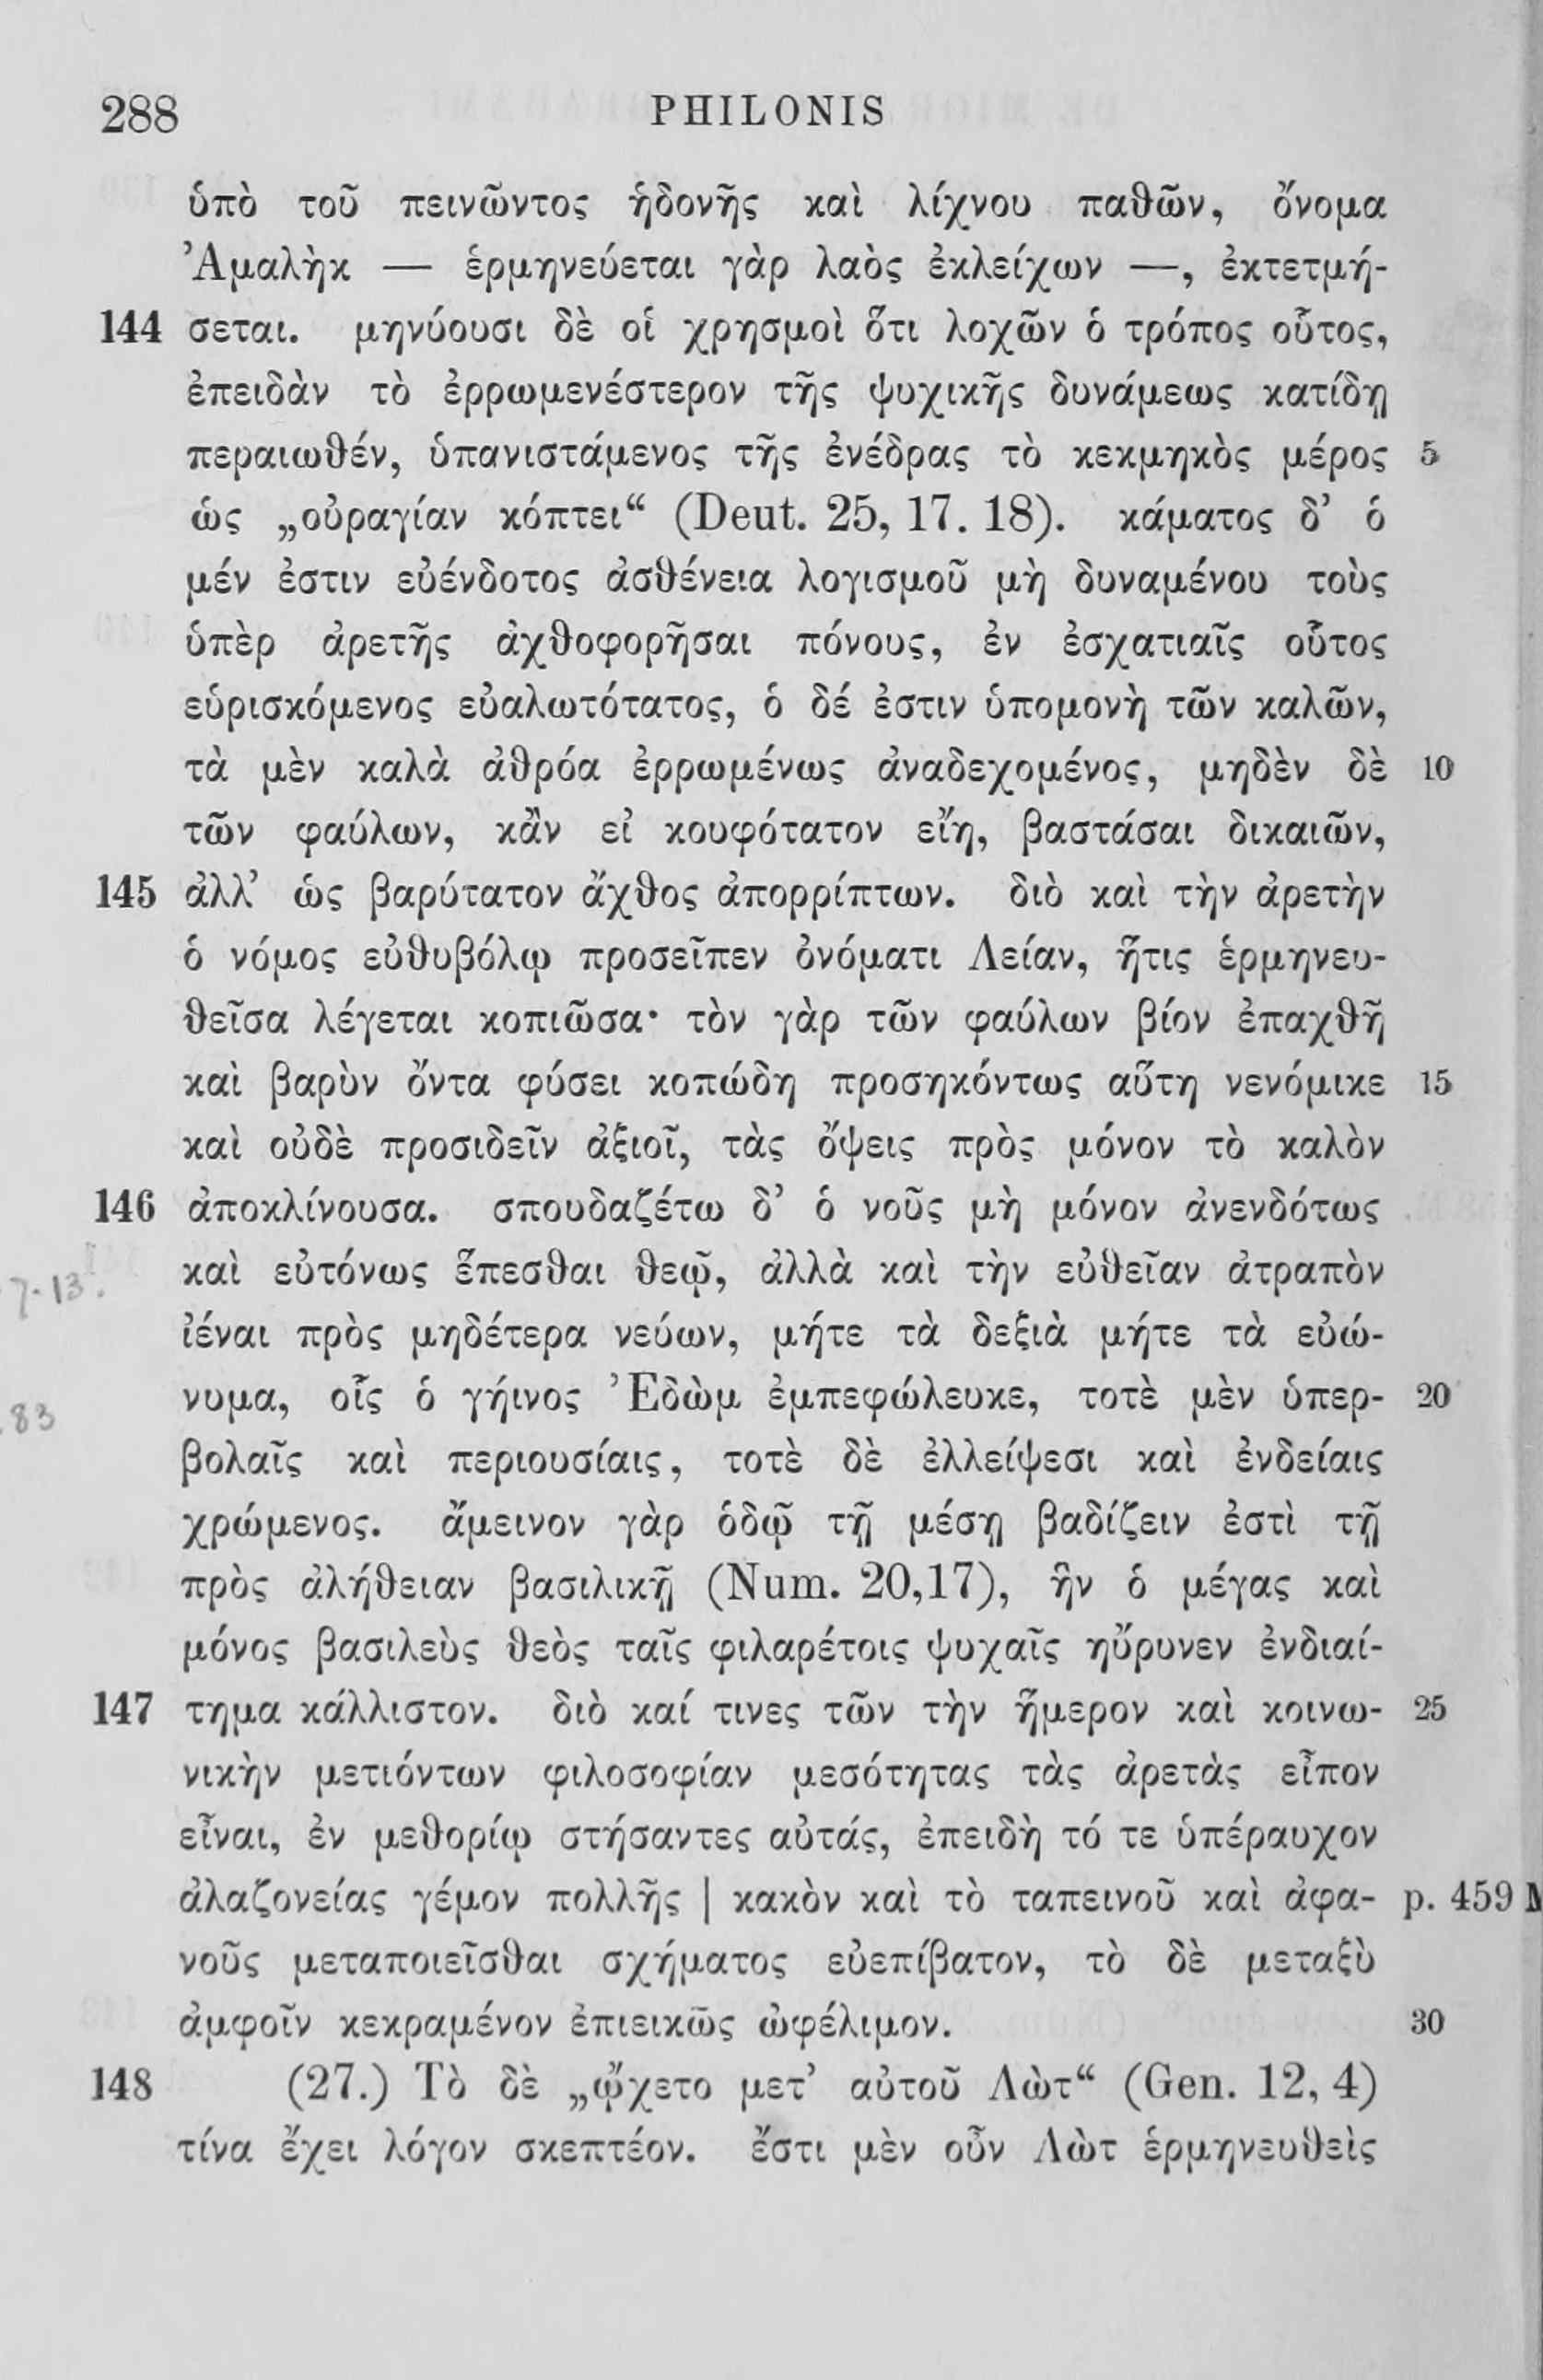 288 PHILONIS
ὑπὸ τοῦ πεινῶντος ἡδονῆς καὶ λίχνου παθῶν, ὄνομα
Ἀμαλὴκ — ἑρμηνεύεται γὰρ λαὸς ἐκλείχων —, ἐκτετμή-
144 σεται. μηνύουσι δὲ οἱ χρησμοὶ ὅτι λοχῶν ὁ τρόπος οὗτος,
ἐπειδὰν τὸ ἐρρωμενέστερον τῆς ψυχικῆς δυνάμεως κατίδῃ
περαιωθέν, ὑπανιστάμενος τῆς ἐνέδρας τὸ κεκμηκὸς μέρος 5
ὡς „οὐραγίαν κόπτει“ (Deut. 25, 17. 18). κάματος δ’ ὁ
μέν ἐστιν εὐένδοτος ἀσθένεια λογισμοῦ μὴ δυναμένου τοὺς
ὑπὲρ ἀρετῆς ἀχθοφορῆσαι πόνους, ἐν ἐσχατιαῖς οὗτος
εὑρισκόμενος εὐαλωτότατος, ὁ δέ ἐστιν ὑπομονὴ τῶν καλῶν,
τὰ μὲν καλὰ ἀθρόα ἐρρωμένως ἀναδεχομένος, μηδὲν δὲ 10
τῶν φαύλων, κἂν εἰ κουφότατον εἴη, βαστάσαι δικαιῶν,
145 ἀλλ’ ὡς βαρύτατον ἄχθος ἀπορρίπτων. διὸ καὶ τὴν ἀρετὴν
ὁ νόμος εὐθυβόλῳ προσεῖπεν ὀνόματι Λείαν, ἥτις ἑρμηνευ-
θεῖσα λέγεται κοπιῶσα· τὸν γὰρ τῶν φαύλων βίον ἐπαχθῆ
καὶ βαρὺν ὄντα φύσει κοπώδη προσηκόντως αὕτη νενόμικε 15
καὶ οὐδὲ προσιδεῖν ἀξιοῖ, τὰς ὄψεις πρὸς μόνον τὸ καλὸν
146 ἀποκλίνουσα. σπουδαζέτω δ’ ὁ νοῦς μὴ μόνον ἀνενδότως
καὶ εὐτόνως ἕπεσθαι θεῷ, ἀλλὰ καὶ τὴν εὐθεῖαν ἀτραπὸν
7-13.
ἰέναι πρὸς μηδέτερα νεύων, μήτε τὰ δεξιὰ μήτε τὰ εὐώ-
νυμα, οἷς ὁ γήινος Ἐδὼμ ἐμπεφώλευκε, τοτὲ μὲν ὑπερ- 20
83
βολαῖς καὶ περιουσίαις, τοτὲ δὲ ἐλλείψεσι καὶ ἐνδείαις
χρώμενος. ἄμεινον γὰρ ὁδῷ τῇ μέσῃ βαδίζειν ἐστὶ τῇ
πρὸς ἀλήθειαν βασιλικῇ (Num. 20,17), ἣν ὁ μέγας καὶ
μόνος βασιλεὺς θεὸς ταῖς φιλαρέτοις ψυχαῖς ηὔρυνεν ἐνδιαί-
147 τημα κάλλιστον. διὸ καί τινες τῶν τὴν ἥμερον καὶ κοινω- 25
νικὴν μετιόντων φιλοσοφίαν μεσότητας τὰς ἀρετὰς εἶπον
εἶναι, ἐν μεθορίῳ στήσαντες αὐτάς, ἐπειδὴ τό τε ὑπέραυχον
ἀλαζονείας γέμον πολλῆς | κακὸν καὶ τὸ ταπεινοῦ καὶ ἀφα- p. 459 M
νοῦς μεταποιεῖσθαι σχήματος εὐεπίβατον, τὸ δὲ μεταξὺ
ἀμφοῖν κεκραμένον ἐπιεικῶς ὠφέλιμον. 30
148 (27.) Τὸ δὲ „ᾤχετο μετ’ αὐτοῦ Λὼτ“ (Gen. 12, 4)
τίνα ἔχει λόγον σκεπτέον. ἔστι μὲν οὖν Λὼτ ἑρμηνευθεὶς